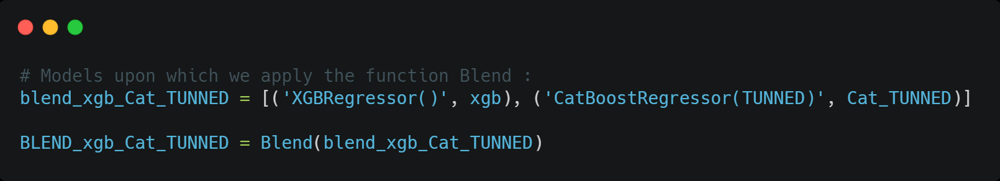 # Models upon which we apply the function Blend :
blend_xgb_Cat_TUNNED = [('XGBRegressor()', xgb), ('CatBoostRegressor(TUNNED)', Cat_TUNNED)]
BLEND_xgb_Cat_TUNNED = Blend(blend_xgb_Cat_TUNNED)